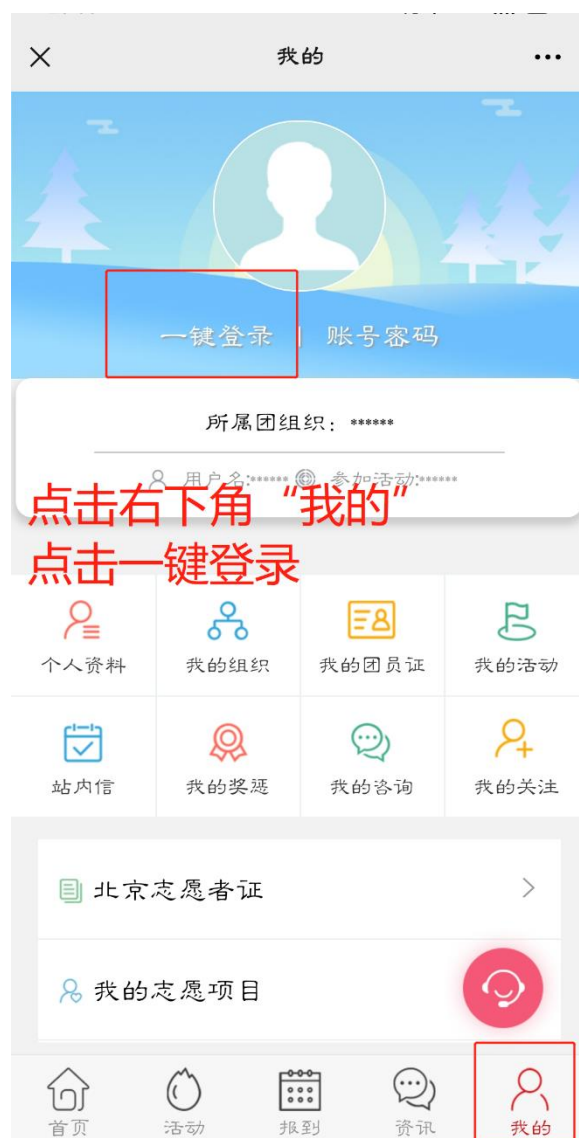 我的
一键登录 | 账号密码
所属团组织：******
用户名:****** 参加活动:******
点击右下角“我的”
点击一键登录
个人资料 我的组织 我的团员证 我的活动
站内信 我的奖惩 我的咨询 我的关注
北京志愿者证
我的志愿项目
首页 活动 报到 资讯 我的